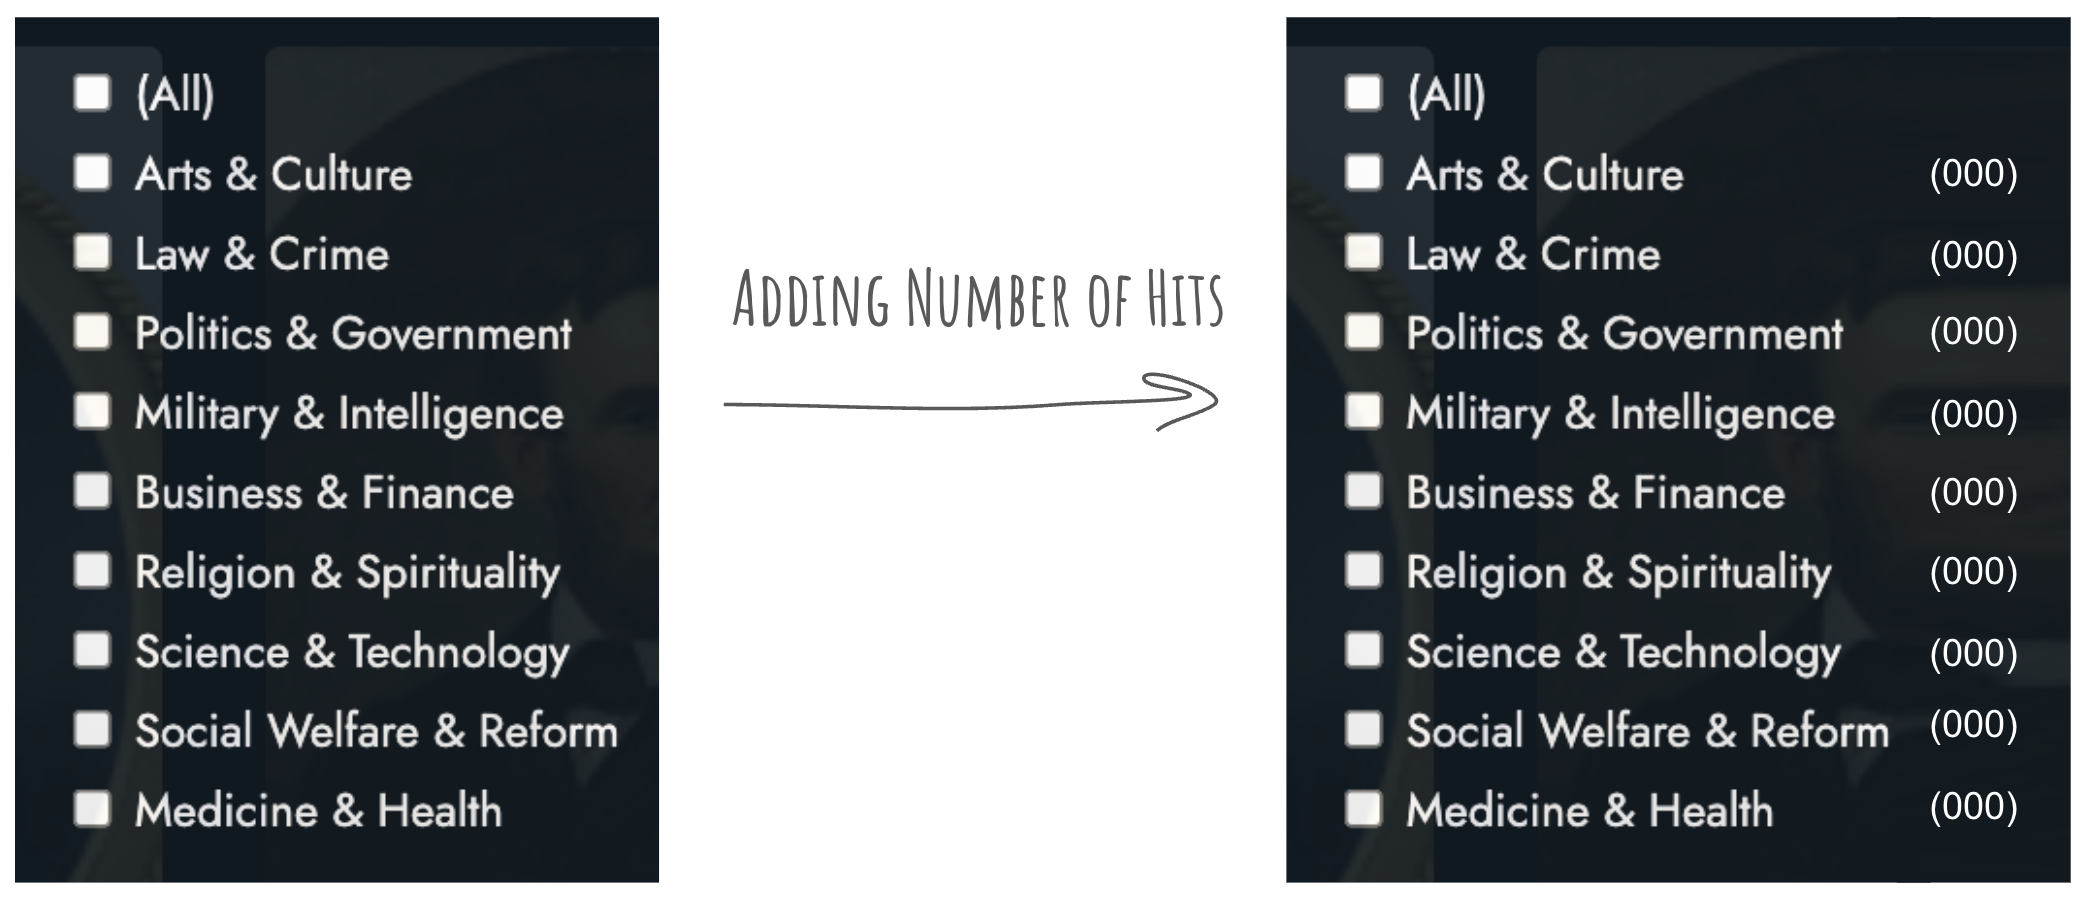 (All)
Arts & Culture
Law & Crime
Politics & Government
Military & Intelligence
Business & Finance
Religion & Spirituality
Science & Technology
Social Welfare & Reform
Medicine & Health
Adding Number of Hits
(All)
Arts & Culture (000)
Law & Crime (000)
Politics & Government (000)
Military & Intelligence (000)
Business & Finance (000)
Religion & Spirituality (000)
Science & Technology (000)
Social Welfare & Reform (000)
Medicine & Health (000)